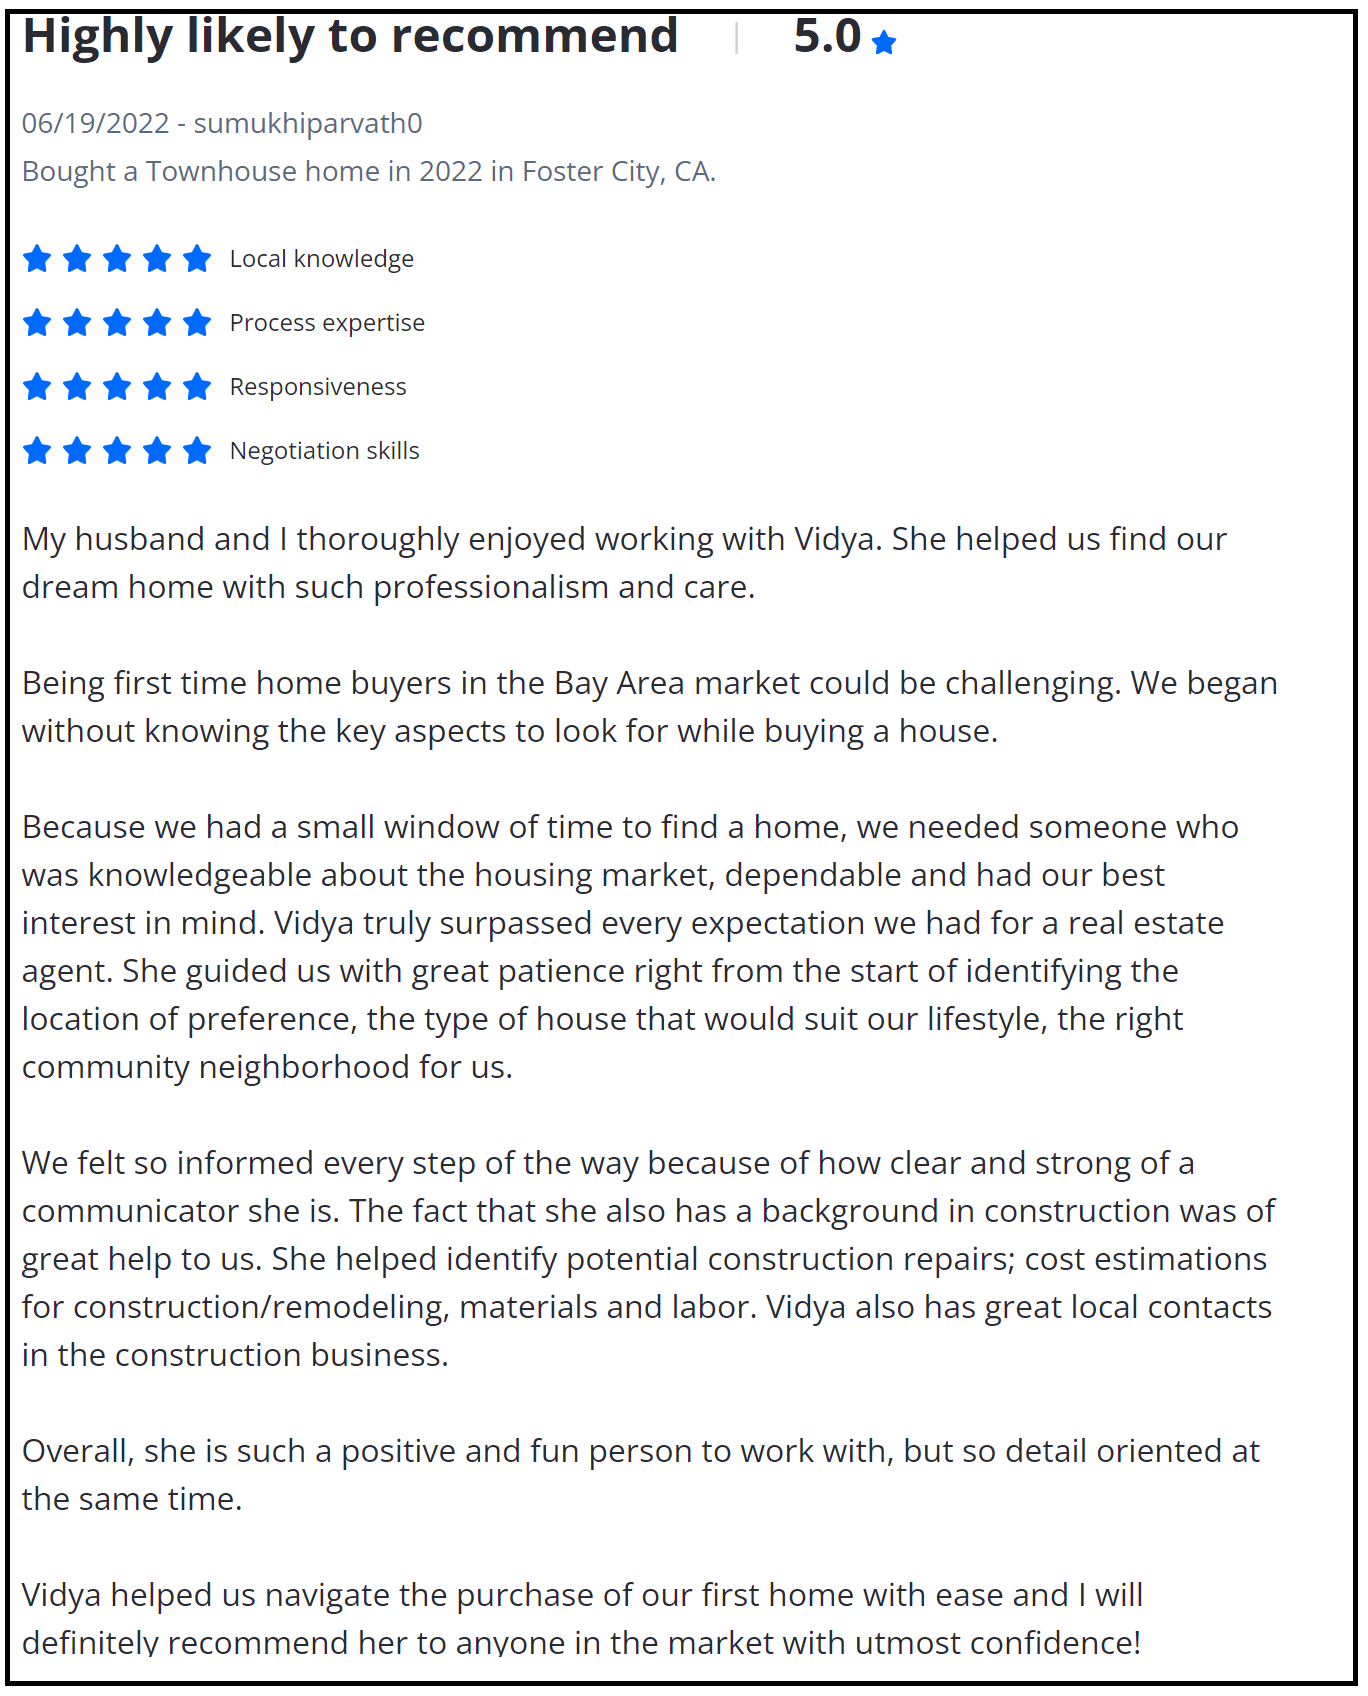 Highly likely to recommend | 5.0
06/19/2022 - sumukhiparvath0
Bought a Townhouse home in 2022 in Foster City, CA.
Local knowledge
Process expertise
Responsiveness
Negotiation skills
My husband and I thoroughly enjoyed working with Vidya. She helped us find our
dream home with such professionalism and care.
Being first time home buyers in the Bay Area market could be challenging. We began
without knowing the key aspects to look for while buying a house.
Because we had a small window of time to find a home, we needed someone who
was knowledgeable about the housing market, dependable and had our best
interest in mind. Vidya truly surpassed every expectation we had for a real estate
agent. She guided us with great patience right from the start of identifying the
location of preference, the type of house that would suit our lifestyle, the right
community neighborhood for us.
We felt so informed every step of the way because of how clear and strong of a
communicator she is. The fact that she also has a background in construction was of
great help to us. She helped identify potential construction repairs; cost estimations
for construction/remodeling, materials and labor. Vidya also has great local contacts
in the construction business.
Overall, she is such a positive and fun person to work with, but so detail oriented at
the same time.
Vidya helped us navigate the purchase of our first home with ease and I will
definitely recommend her to anyone in the market with utmost confidence!